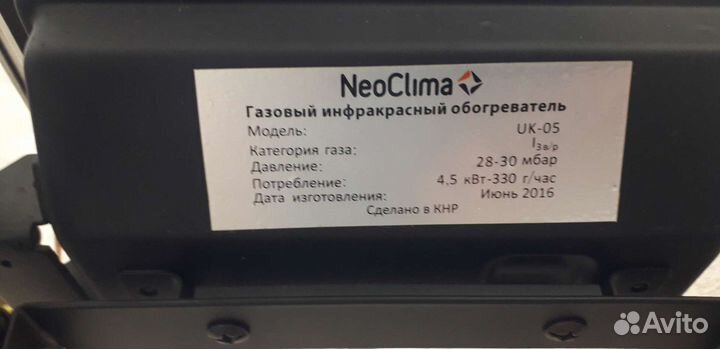 NeoClima
Газовый инфракрасный обогреватель
Модель: UK-05
Категория газа: I3в/р
Давление: 28-30 мбар
Потребление: 4,5 кВт-330 г/час
Дата изготовления: Июнь 2016
Сделано в КНР
Avito